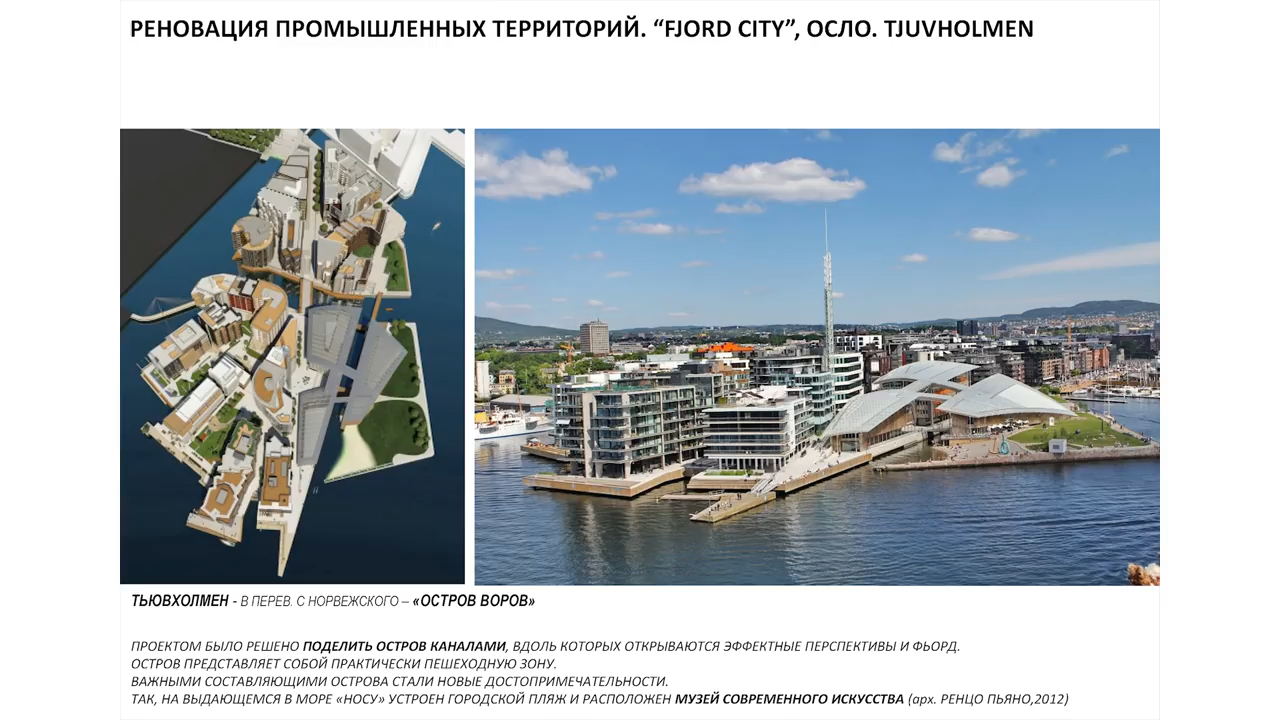 РЕНОВАЦИЯ ПРОМЫШЛЕННЫХ ТЕРРИТОРИЙ. “FJORD CITY”, ОСЛО. TJUVHOLMEN
ТЬЮВХОЛМЕН - В ПЕРЕВ. С НОРВЕЖСКОГО – «ОСТРОВ ВОРОВ»
ПРОЕКТОМ БЫЛО РЕШЕНО ПОДЕЛИТЬ ОСТРОВ КАНАЛАМИ, ВДОЛЬ КОТОРЫХ ОТКРЫВАЮТСЯ ЭФФЕКТНЫЕ ПЕРСПЕКТИВЫ И ФЬОРД.
ОСТРОВ ПРЕДСТАВЛЯЕТ СОБОЙ ПРАКТИЧЕСКИ ПЕШЕХОДНУЮ ЗОНУ.
ВАЖНЫМИ СОСТАВЛЯЮЩИМИ ОСТРОВА СТАЛИ НОВЫЕ ДОСТОПРИМЕЧАТЕЛЬНОСТИ.
ТАК, НА ВЫДАЮЩЕМСЯ В МОРЕ «НОСУ» УСТРОЕН ГОРОДСКОЙ ПЛЯЖ И РАСПОЛОЖЕН МУЗЕЙ СОВРЕМЕННОГО ИСКУССТВА (арх. РЕНЦО ПЬЯНО,2012)